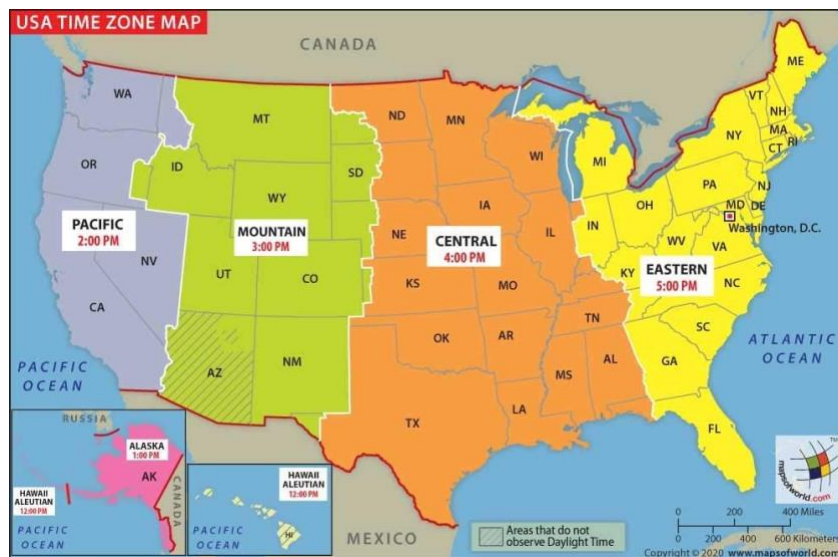 USA TIME ZONE MAP
CANADA
WA
MT
ND
MN
ME
VT
NH
OR
ID
SD
WI
MI
NY
MA
CT
RI
WY
IA
PA
NJ
PACIFIC
2:00 PM
MOUNTAIN
3:00 PM
NE
CENTRAL
4:00 PM
IL
IN
OH
MD
DE
Washington, D.C.
NV
UT
CO
KS
MO
KY
WV
VA
EASTERN
5:00 PM
CA
NC
TN
AZ
NM
OK
AR
SC
MS
AL
GA
PACIFIC
OCEAN
ATLANTIC
OCEAN
TX
LA
FL
RUSSIA
ALASKA
1:00 PM
AK
CANADA
HAWAII
ALEUTIAN
12:00 PM
PACIFIC
OCEAN
HAWAII
ALEUTIAN
12:00 PM
HI
PACIFIC
OCEAN
MEXICO
Areas that do not
observe Daylight Time
TM
mapsofworld.com
0 200 400 Miles
0 200 400 600 Kilometers
Copyright © 2020 www.mapsofworld.com